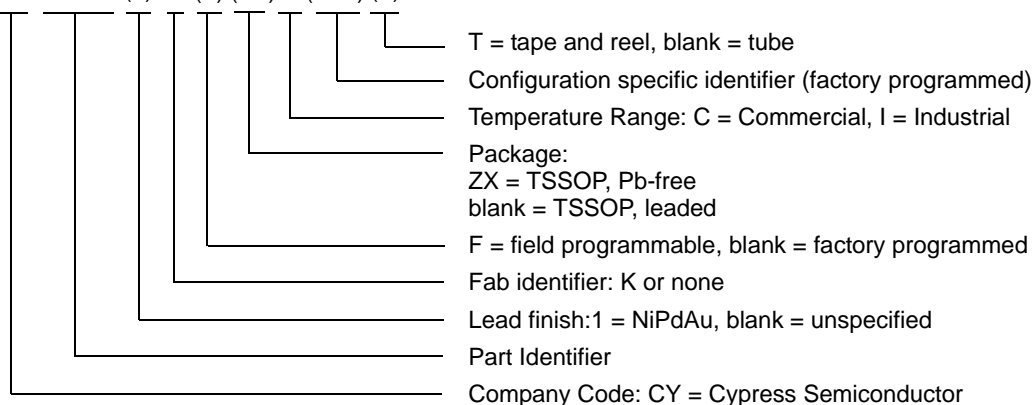 T = tape and reel, blank = tube
Configuration specific identifier (factory programmed)
Temperature Range: C = Commercial, I = Industrial
Package:
ZX = TSSOP, Pb-free
blank = TSSOP, leaded
F = field programmable, blank = factory programmed
Fab identifier: K or none
Lead finish:1 = NiPdAu, blank = unspecified
Part Identifier
Company Code: CY = Cypress Semiconductor